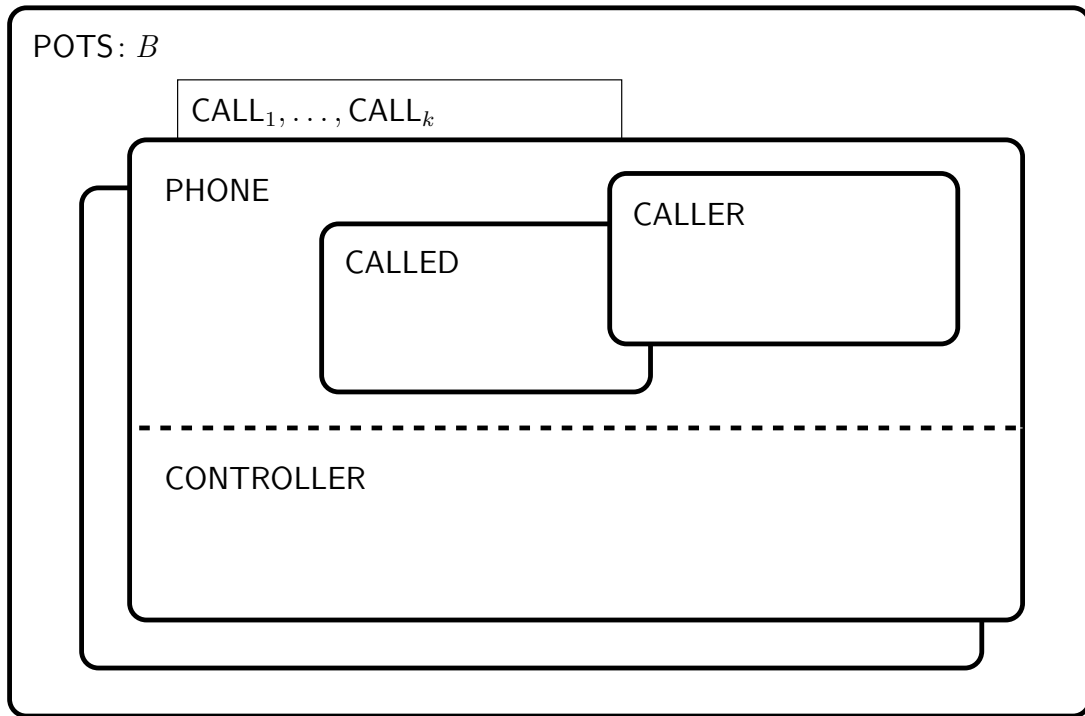 POTS: B
CALL₁, . . . , CALLₖ
PHONE
CALLER
CALLED
CONTROLLER